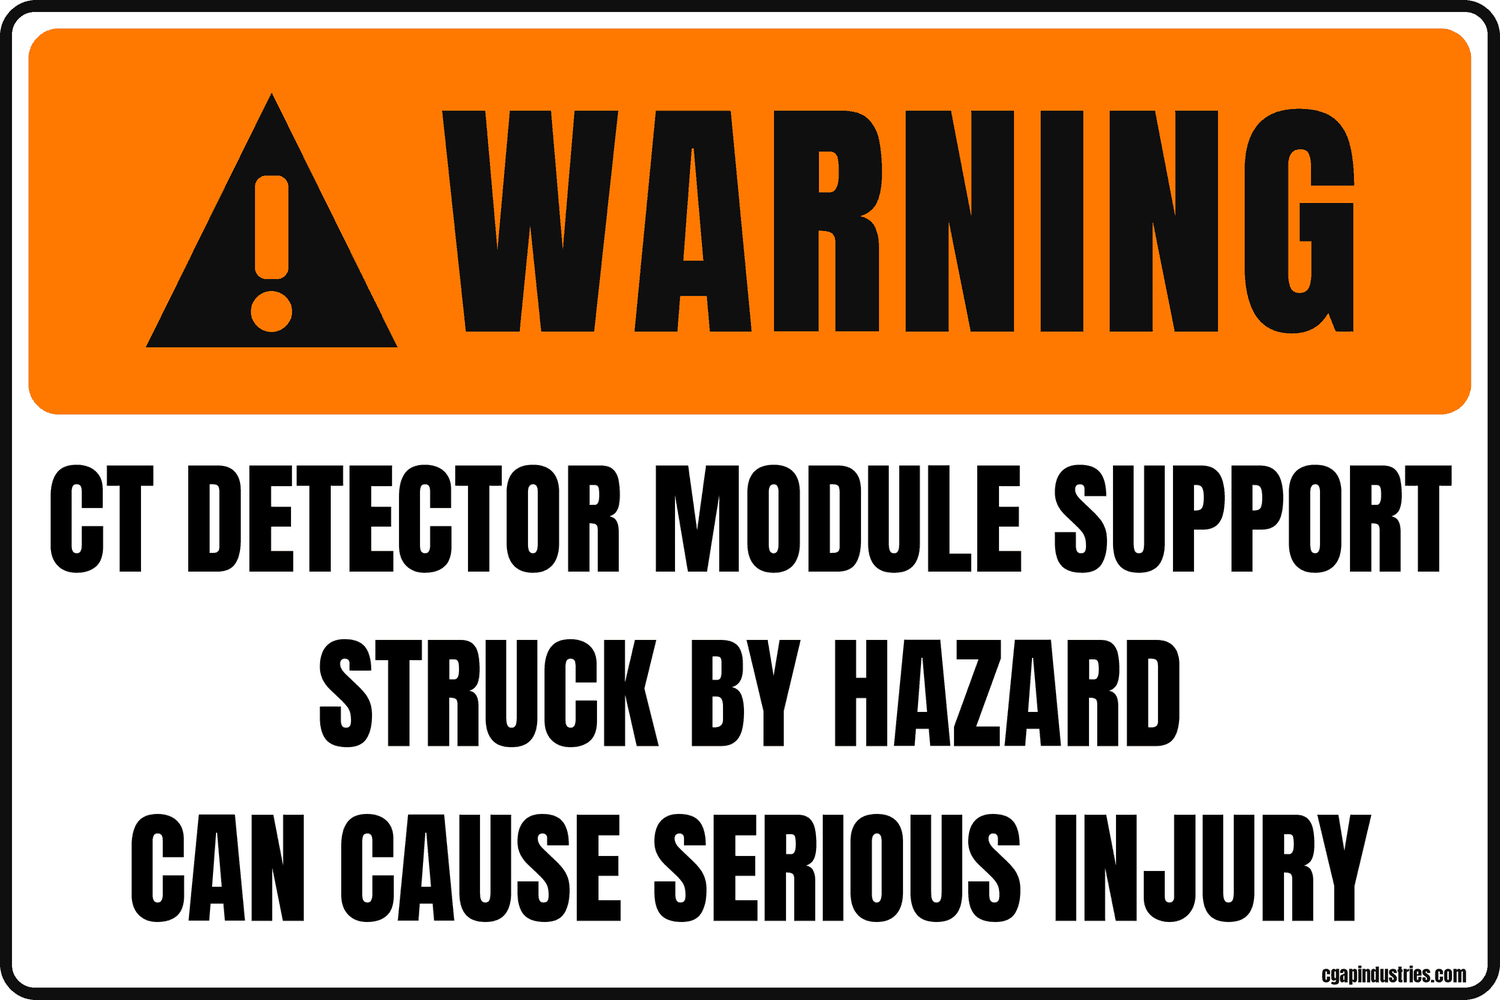 WARNING
CT DETECTOR MODULE SUPPORT
STRUCK BY HAZARD
CAN CAUSE SERIOUS INJURY
cgapindustries.com